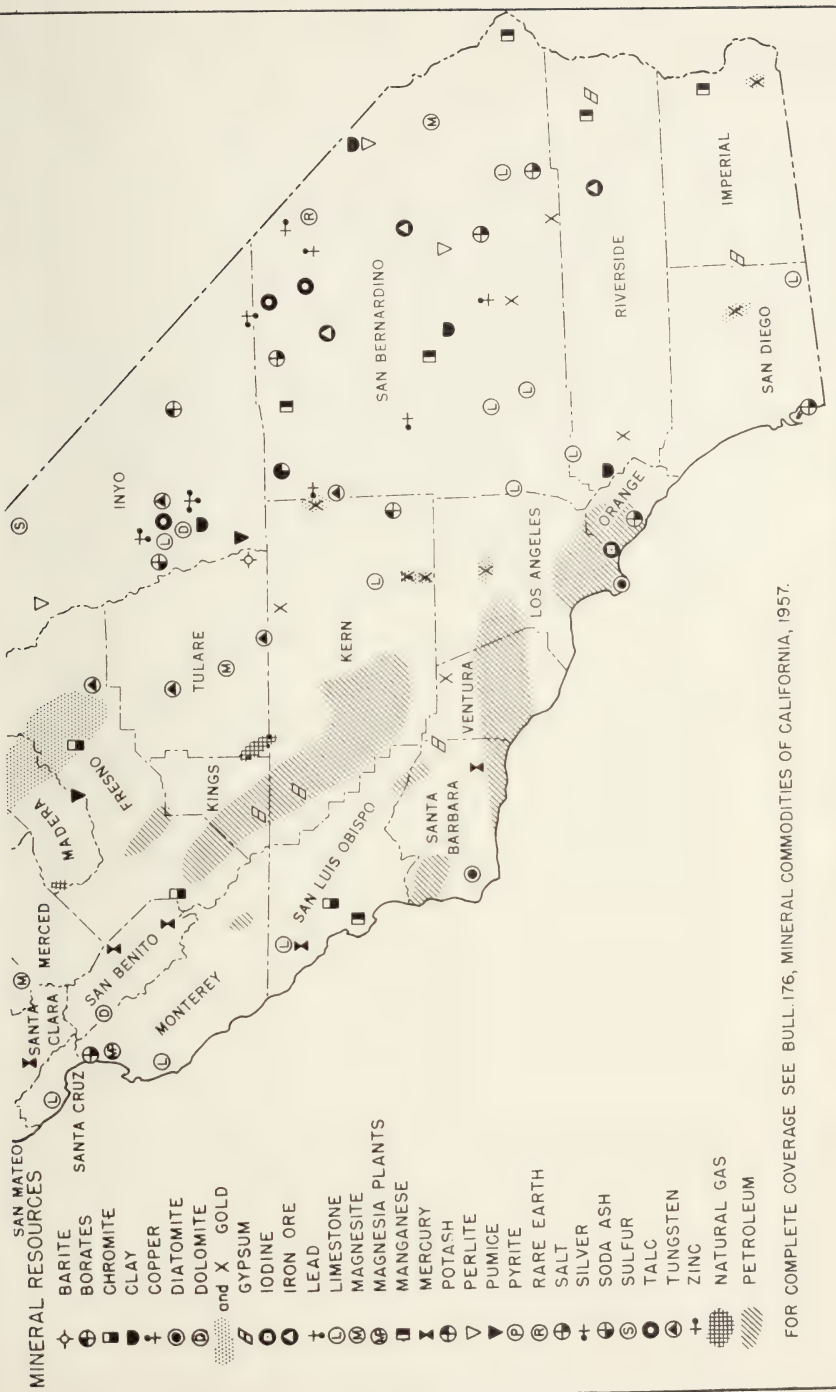 SAN MATEO
MINERAL RESOURCES
BARITE
BORATES
CHROMITE
CLAY
COPPER
DIATOMITE
Ⓓ DOLOMITE
and X GOLD
GYPSUM
IODINE
IRON ORE
LEAD
Ⓛ LIMESTONE
Ⓜ MAGNESITE
MP MAGNESIA PLANTS
MANGANESE
MERCURY
POTASH
PERLITE
PUMICE
Ⓟ PYRITE
Ⓡ RARE EARTH
SALT
SILVER
SODA ASH
Ⓢ SULFUR
TALC
TUNGSTEN
ZINC
NATURAL GAS
PETROLEUM
SANTA CRUZ
SANTA
CLARA
MERCED
SAN BENITO
MONTEREY
MADERA
FRESNO
KINGS
TULARE
INYO
SAN LUIS OBISPO
KERN
SAN BERNARDINO
SANTA
BARBARA
VENTURA
LOS ANGELES
ORANGE
RIVERSIDE
SAN DIEGO
IMPERIAL
FOR COMPLETE COVERAGE SEE BULL. 176, MINERAL COMMODITIES OF CALIFORNIA, 1957.